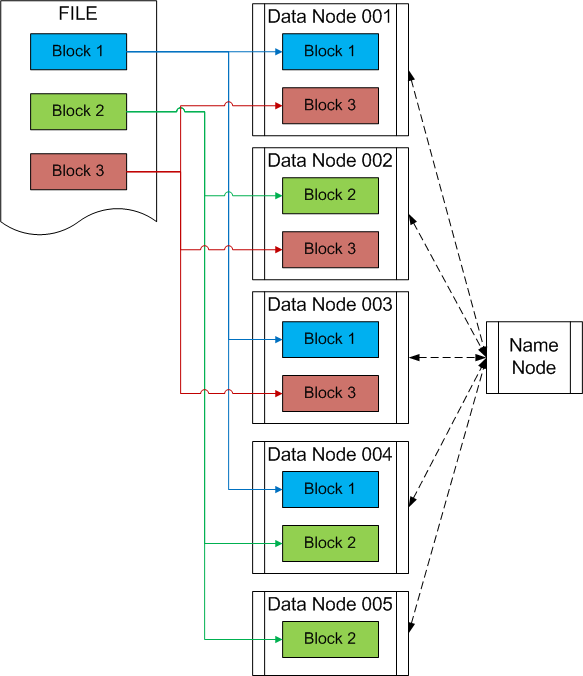 FILE
Block 1
Block 2
Block 3
Data Node 001
Block 1
Block 3
Data Node 002
Block 2
Block 3
Data Node 003
Block 1
Block 3
Data Node 004
Block 1
Block 2
Data Node 005
Block 2
Name
Node